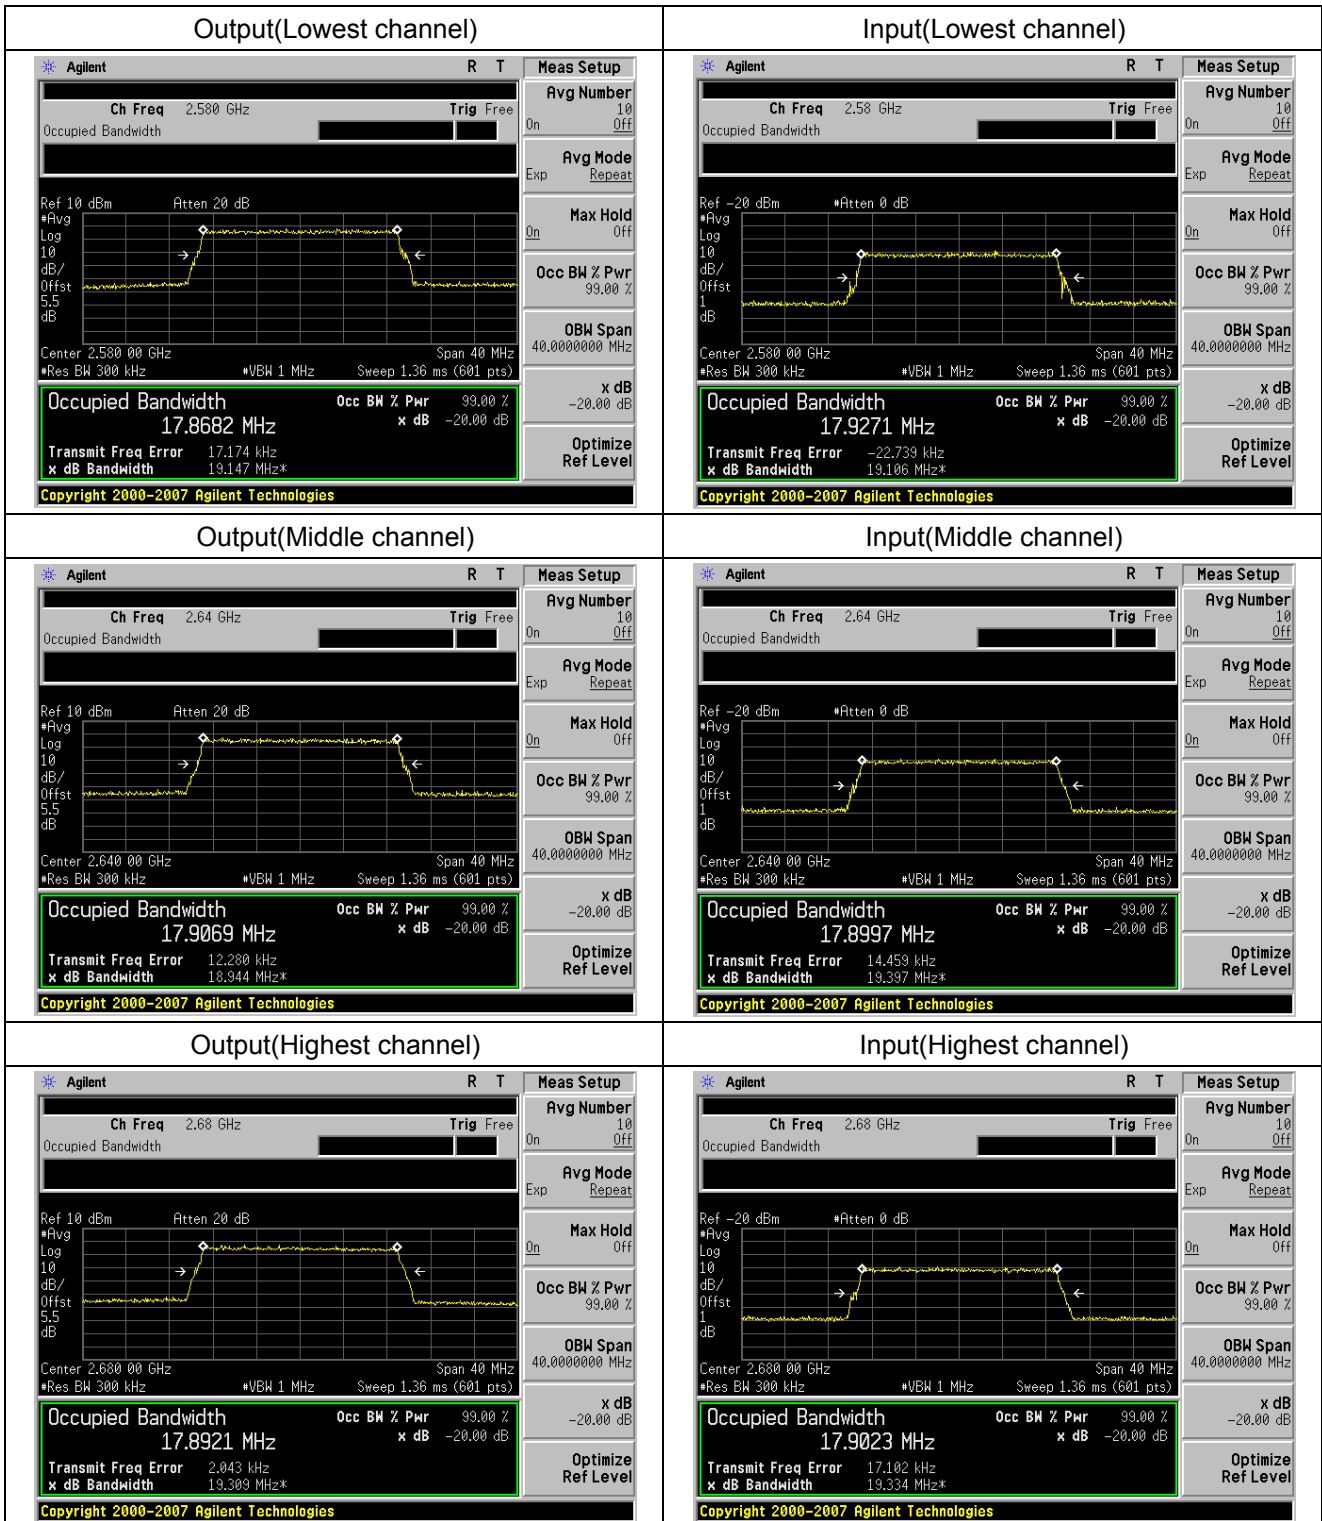 Output(Lowest channel)
Agilent R T
Ch Freq 2.580 GHz Trig Free
Occupied Bandwidth
Ref 10 dBm Atten 20 dB
#Avg
Log
10
dB/
Offst
5.5
dB
Center 2.580 00 GHz Span 40 MHz
#Res BW 300 kHz #VBW 1 MHz Sweep 1.36 ms (601 pts)
Occupied Bandwidth Occ BW % Pwr 99.00 %
17.8682 MHz x dB -20.00 dB
Transmit Freq Error 17.174 kHz
x dB Bandwidth 19.147 MHz*
Copyright 2000-2007 Agilent Technologies
Meas Setup
Avg Number
10
On Off
Avg Mode
Exp Repeat
Max Hold
On Off
Occ BW % Pwr
99.00 %
OBW Span
40.0000000 MHz
x dB
-20.00 dB
Optimize
Ref Level
Input(Lowest channel)
Agilent R T
Ch Freq 2.58 GHz Trig Free
Occupied Bandwidth
Ref -20 dBm #Atten 0 dB
#Avg
Log
10
dB/
Offst
1
dB
Center 2.580 00 GHz Span 40 MHz
#Res BW 300 kHz #VBW 1 MHz Sweep 1.36 ms (601 pts)
Occupied Bandwidth Occ BW % Pwr 99.00 %
17.9271 MHz x dB -20.00 dB
Transmit Freq Error -22.739 kHz
x dB Bandwidth 19.106 MHz*
Copyright 2000-2007 Agilent Technologies
Meas Setup
Avg Number
10
On Off
Avg Mode
Exp Repeat
Max Hold
On Off
Occ BW % Pwr
99.00 %
OBW Span
40.0000000 MHz
x dB
-20.00 dB
Optimize
Ref Level
Output(Middle channel)
Agilent R T
Ch Freq 2.64 GHz Trig Free
Occupied Bandwidth
Ref 10 dBm Atten 20 dB
#Avg
Log
10
dB/
Offst
5.5
dB
Center 2.640 00 GHz Span 40 MHz
#Res BW 300 kHz #VBW 1 MHz Sweep 1.36 ms (601 pts)
Occupied Bandwidth Occ BW % Pwr 99.00 %
17.9069 MHz x dB -20.00 dB
Transmit Freq Error 12.280 kHz
x dB Bandwidth 18.944 MHz*
Copyright 2000-2007 Agilent Technologies
Meas Setup
Avg Number
10
On Off
Avg Mode
Exp Repeat
Max Hold
On Off
Occ BW % Pwr
99.00 %
OBW Span
40.0000000 MHz
x dB
-20.00 dB
Optimize
Ref Level
Input(Middle channel)
Agilent R T
Ch Freq 2.64 GHz Trig Free
Occupied Bandwidth
Ref -20 dBm #Atten 0 dB
#Avg
Log
10
dB/
Offst
1
dB
Center 2.640 00 GHz Span 40 MHz
#Res BW 300 kHz #VBW 1 MHz Sweep 1.36 ms (601 pts)
Occupied Bandwidth Occ BW % Pwr 99.00 %
17.8997 MHz x dB -20.00 dB
Transmit Freq Error 14.459 kHz
x dB Bandwidth 19.397 MHz*
Copyright 2000-2007 Agilent Technologies
Meas Setup
Avg Number
10
On Off
Avg Mode
Exp Repeat
Max Hold
On Off
Occ BW % Pwr
99.00 %
OBW Span
40.0000000 MHz
x dB
-20.00 dB
Optimize
Ref Level
Output(Highest channel)
Agilent R T
Ch Freq 2.68 GHz Trig Free
Occupied Bandwidth
Ref 10 dBm Atten 20 dB
#Avg
Log
10
dB/
Offst
5.5
dB
Center 2.680 00 GHz Span 40 MHz
#Res BW 300 kHz #VBW 1 MHz Sweep 1.36 ms (601 pts)
Occupied Bandwidth Occ BW % Pwr 99.00 %
17.8921 MHz x dB -20.00 dB
Transmit Freq Error 2.043 kHz
x dB Bandwidth 19.309 MHz*
Copyright 2000-2007 Agilent Technologies
Meas Setup
Avg Number
10
On Off
Avg Mode
Exp Repeat
Max Hold
On Off
Occ BW % Pwr
99.00 %
OBW Span
40.0000000 MHz
x dB
-20.00 dB
Optimize
Ref Level
Input(Highest channel)
Agilent R T
Ch Freq 2.68 GHz Trig Free
Occupied Bandwidth
Ref -20 dBm #Atten 0 dB
#Avg
Log
10
dB/
Offst
1
dB
Center 2.680 00 GHz Span 40 MHz
#Res BW 300 kHz #VBW 1 MHz Sweep 1.36 ms (601 pts)
Occupied Bandwidth Occ BW % Pwr 99.00 %
17.9023 MHz x dB -20.00 dB
Transmit Freq Error 17.102 kHz
x dB Bandwidth 19.334 MHz*
Copyright 2000-2007 Agilent Technologies
Meas Setup
Avg Number
10
On Off
Avg Mode
Exp Repeat
Max Hold
On Off
Occ BW % Pwr
99.00 %
OBW Span
40.0000000 MHz
x dB
-20.00 dB
Optimize
Ref Level